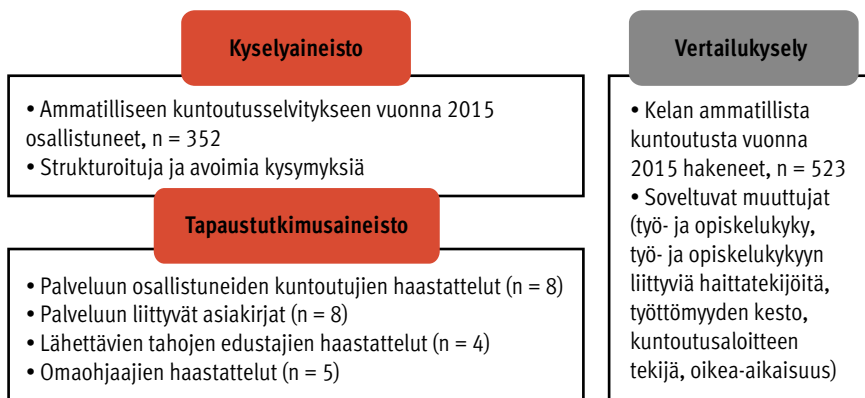 Kyselyaineisto
• Ammatilliseen kuntoutusselvitykseen vuonna 2015
osallistuneet, n = 352
• Strukturoituja ja avoimia kysymyksiä
Tapaustutkimusaineisto
• Palveluun osallistuneiden kuntoutujien haastattelut (n = 8)
• Palveluun liittyvät asiakirjat (n = 8)
• Lähettävien tahojen edustajien haastattelut (n = 4)
• Omaohjaajien haastattelut (n = 5)
Vertailukysely
• Kelan ammatillista
kuntoutusta vuonna
2015 hakeneet, n = 523
• Soveltuvat muuttujat
(työ- ja opiskelukyky,
työ- ja opiskelukykyyn
liittyviä haittatekijöitä,
työttömyyden kesto,
kuntoutusaloitteen
tekijä, oikea-aikaisuus)